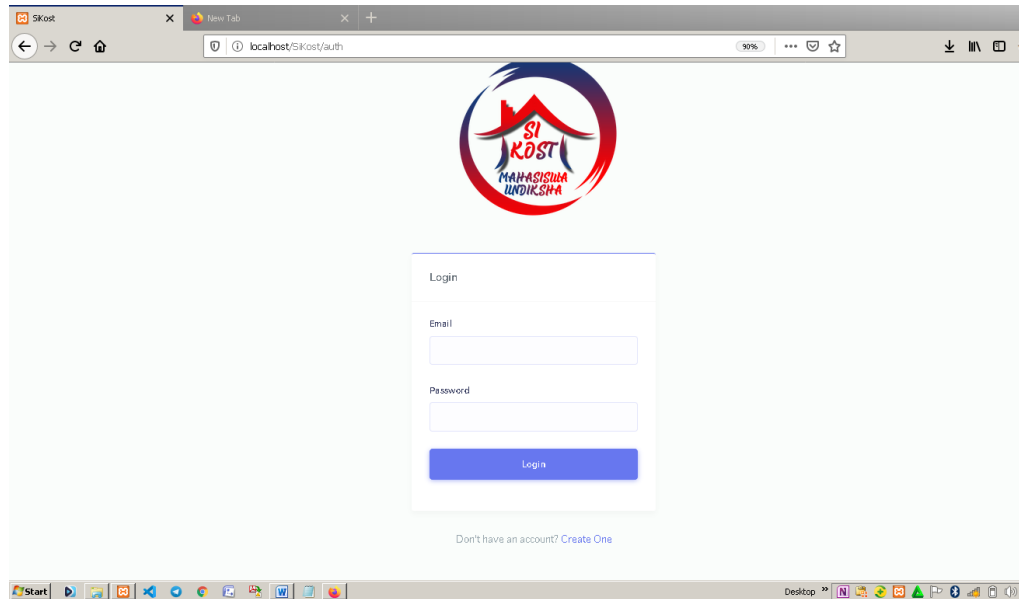 SiKost
New Tab
localhost/SiKost/auth
90%
SI
KOST
MAHASISWA
UNDIKSHA
Login
Email
Password
Login
Don't have an account? Create One
Start
Desktop »